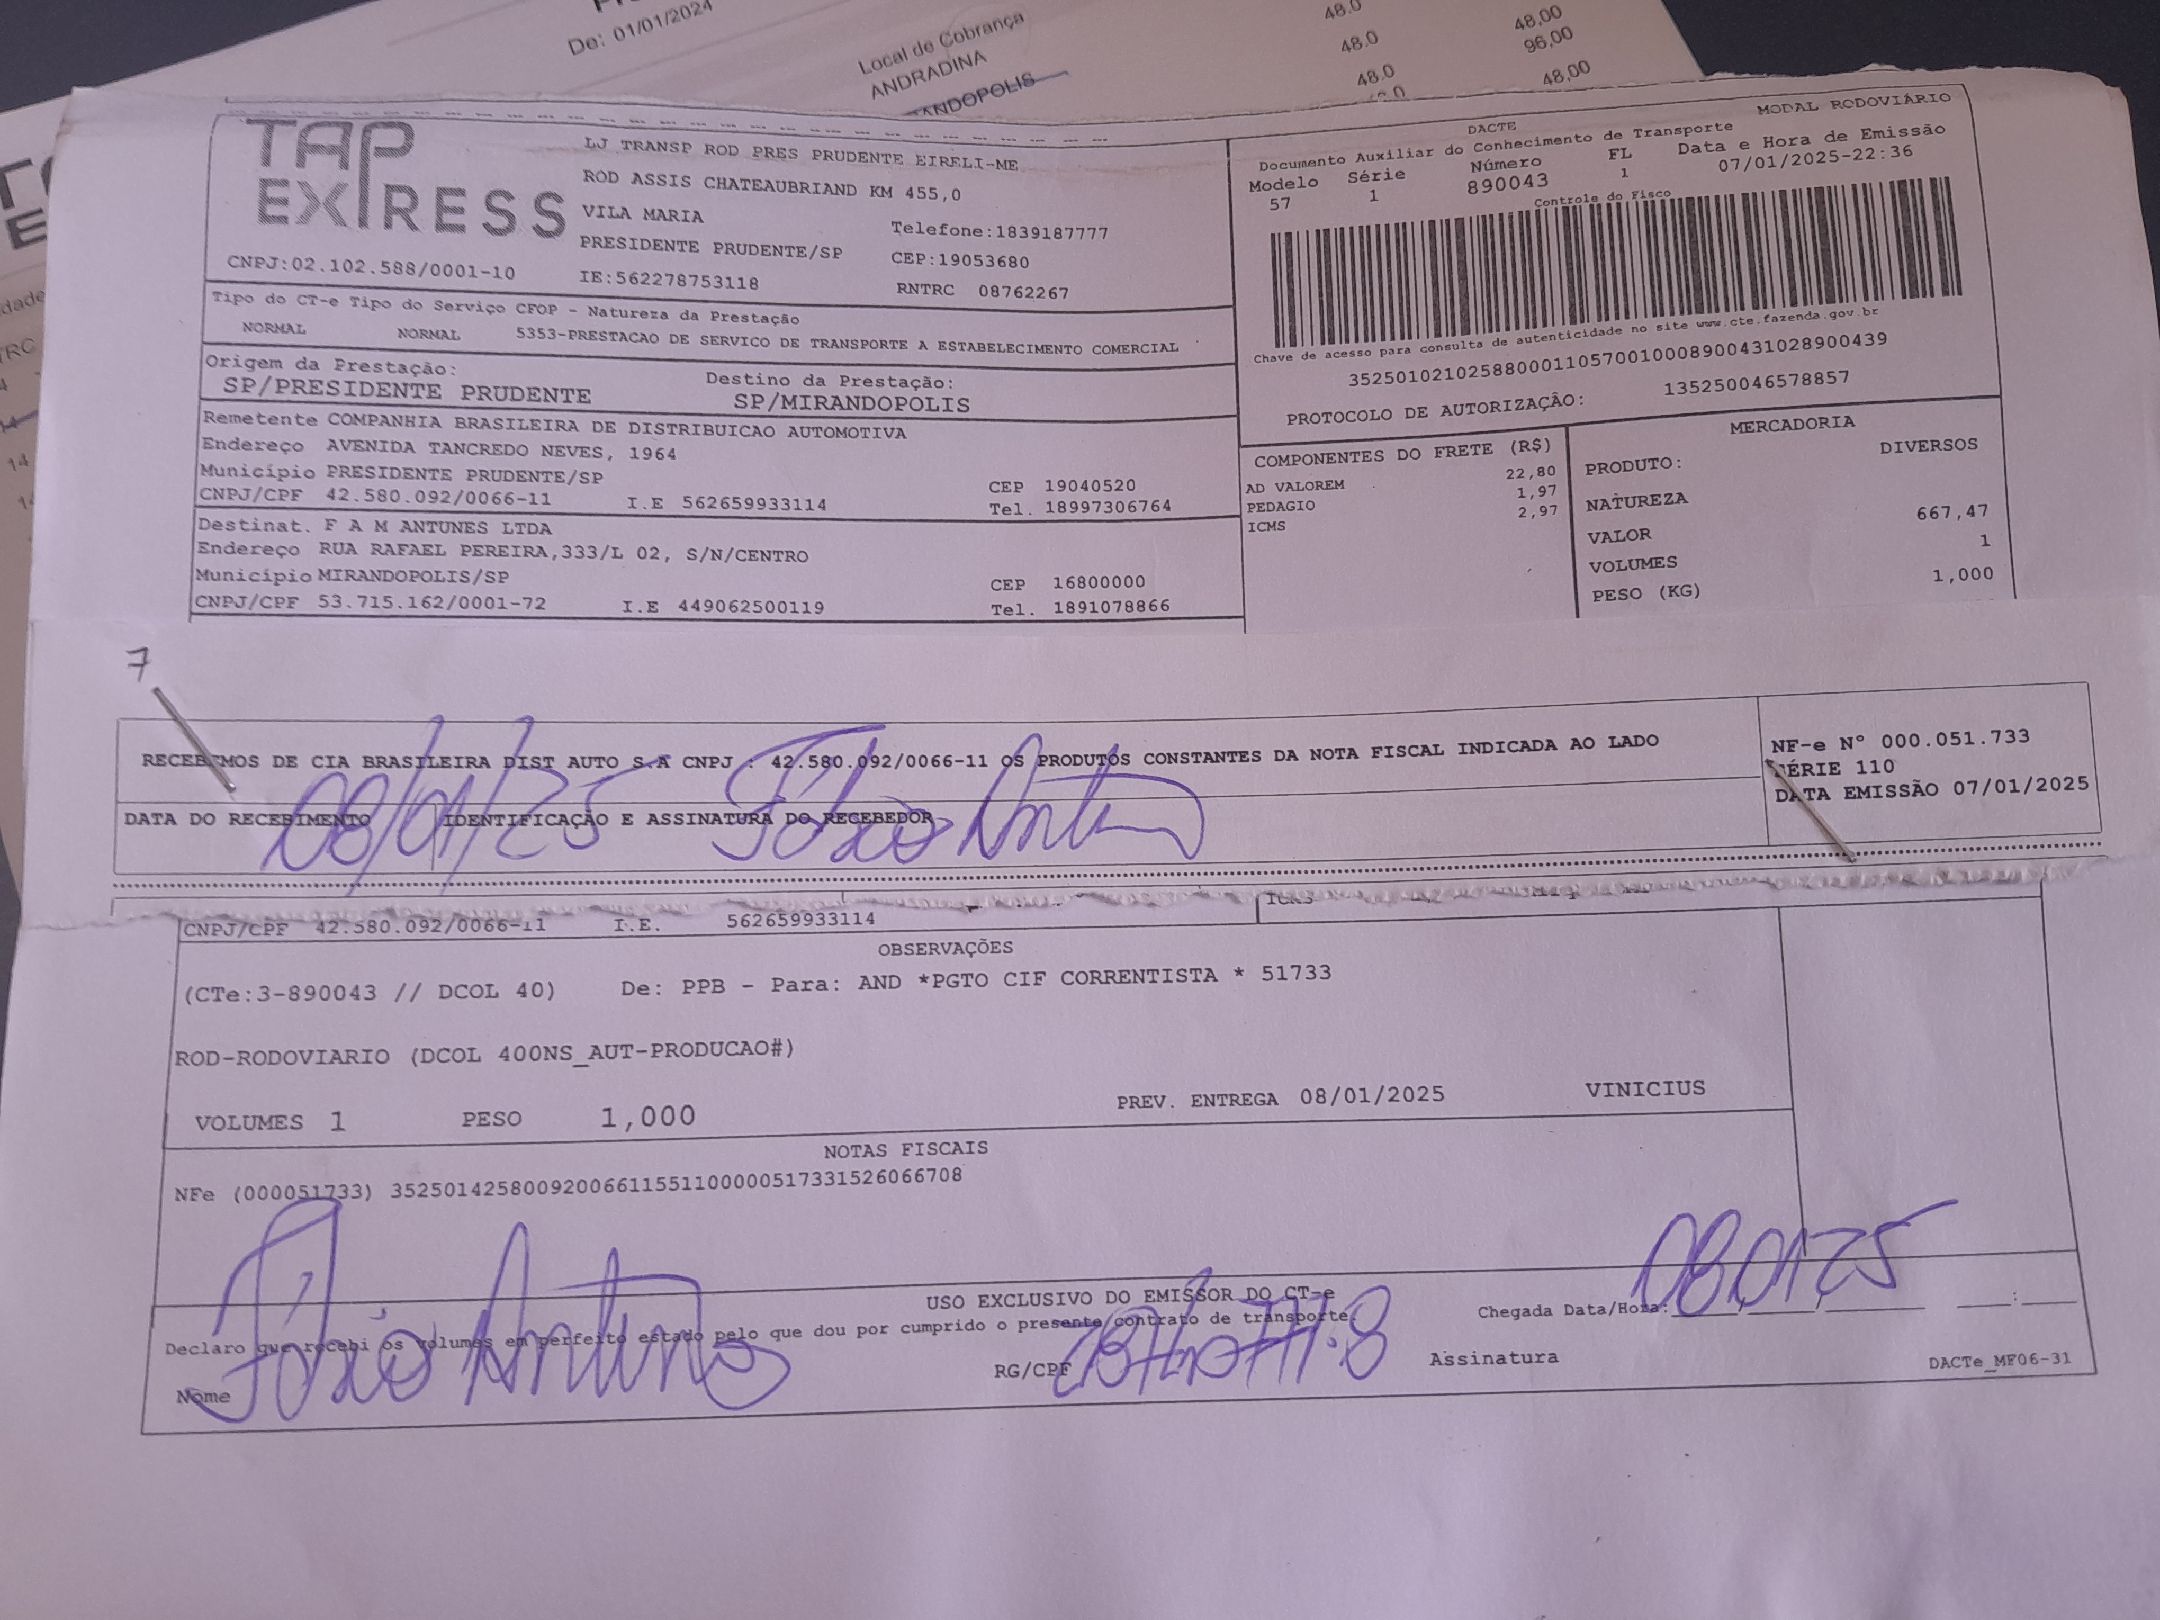 De: 01/01/2024
Local de Cobrança
ANDRADINA
48.0 48,00
48.0 96,00
48.0 48,00
TAP
EXPRESS
LJ TRANSP ROD PRES PRUDENTE EIRELI-ME
ROD ASSIS CHATEAUBRIAND KM 455,0
VILA MARIA
Telefone:1839187777
PRESIDENTE PRUDENTE/SP
CEP:19053680
CNPJ:02.102.588/0001-10
IE:562278753118
RNTRC 08762267
DACTE
MODAL RODOVIÁRIO
Documento Auxiliar do Conhecimento de Transporte
Modelo Série Número FL Data e Hora de Emissão
57 1 890043 1 07/01/2025-22:36
Controle do Fisco
Chave de acesso para consulta de autenticidade no site www.cte.fazenda.gov.br
35250102102588000110570010008900431028900439
PROTOCOLO DE AUTORIZAÇÃO: 135250046578857
Tipo do CT-e Tipo do Serviço CFOP - Natureza da Prestação
NORMAL NORMAL 5353-PRESTACAO DE SERVICO DE TRANSPORTE A ESTABELECIMENTO COMERCIAL
Origem da Prestação: Destino da Prestação:
SP/PRESIDENTE PRUDENTE SP/MIRANDOPOLIS
Remetente COMPANHIA BRASILEIRA DE DISTRIBUICAO AUTOMOTIVA
Endereço AVENIDA TANCREDO NEVES, 1964
Município PRESIDENTE PRUDENTE/SP CEP 19040520
CNPJ/CPF 42.580.092/0066-11 I.E 562659933114 Tel. 18997306764
Destinat. F A M ANTUNES LTDA
Endereço RUA RAFAEL PEREIRA,333/L 02, S/N/CENTRO
Município MIRANDOPOLIS/SP CEP 16800000
CNPJ/CPF 53.715.162/0001-72 I.E 449062500119 Tel. 1891078866
COMPONENTES DO FRETE (R$)
22,80
AD VALOREM 1,97
PEDAGIO 2,97
ICMS
MERCADORIA
PRODUTO: DIVERSOS
NATUREZA
VALOR 667,47
VOLUMES 1
PESO (KG) 1,000
7
RECEBEMOS DE CIA BRASILEIRA DIST AUTO S.A CNPJ : 42.580.092/0066-11 OS PRODUTOS CONSTANTES DA NOTA FISCAL INDICADA AO LADO
NF-e Nº 000.051.733
SÉRIE 110
DATA EMISSÃO 07/01/2025
DATA DO RECEBIMENTO IDENTIFICAÇÃO E ASSINATURA DO RECEBEDOR
08/01/25
CNPJ/CPF 42.580.092/0066-11 I.E. 562659933114
ICMS
OBSERVAÇÕES
(CTe:3-890043 // DCOL 40) De: PPB - Para: AND *PGTO CIF CORRENTISTA * 51733
ROD-RODOVIARIO (DCOL 400NS_AUT-PRODUCAO#)
VOLUMES 1 PESO 1,000 PREV. ENTREGA 08/01/2025 VINICIUS
NOTAS FISCAIS
NFe (000051733) 35250142580092006611551100000517331526066708
USO EXCLUSIVO DO EMISSOR DO CT-e
Declaro que recebi os volumes em perfeito estado pelo que dou por cumprido o presente contrato de transporte.
Chegada Data/Hora: 080125 :
Nome RG/CPF Assinatura
DACTe_MF06-31